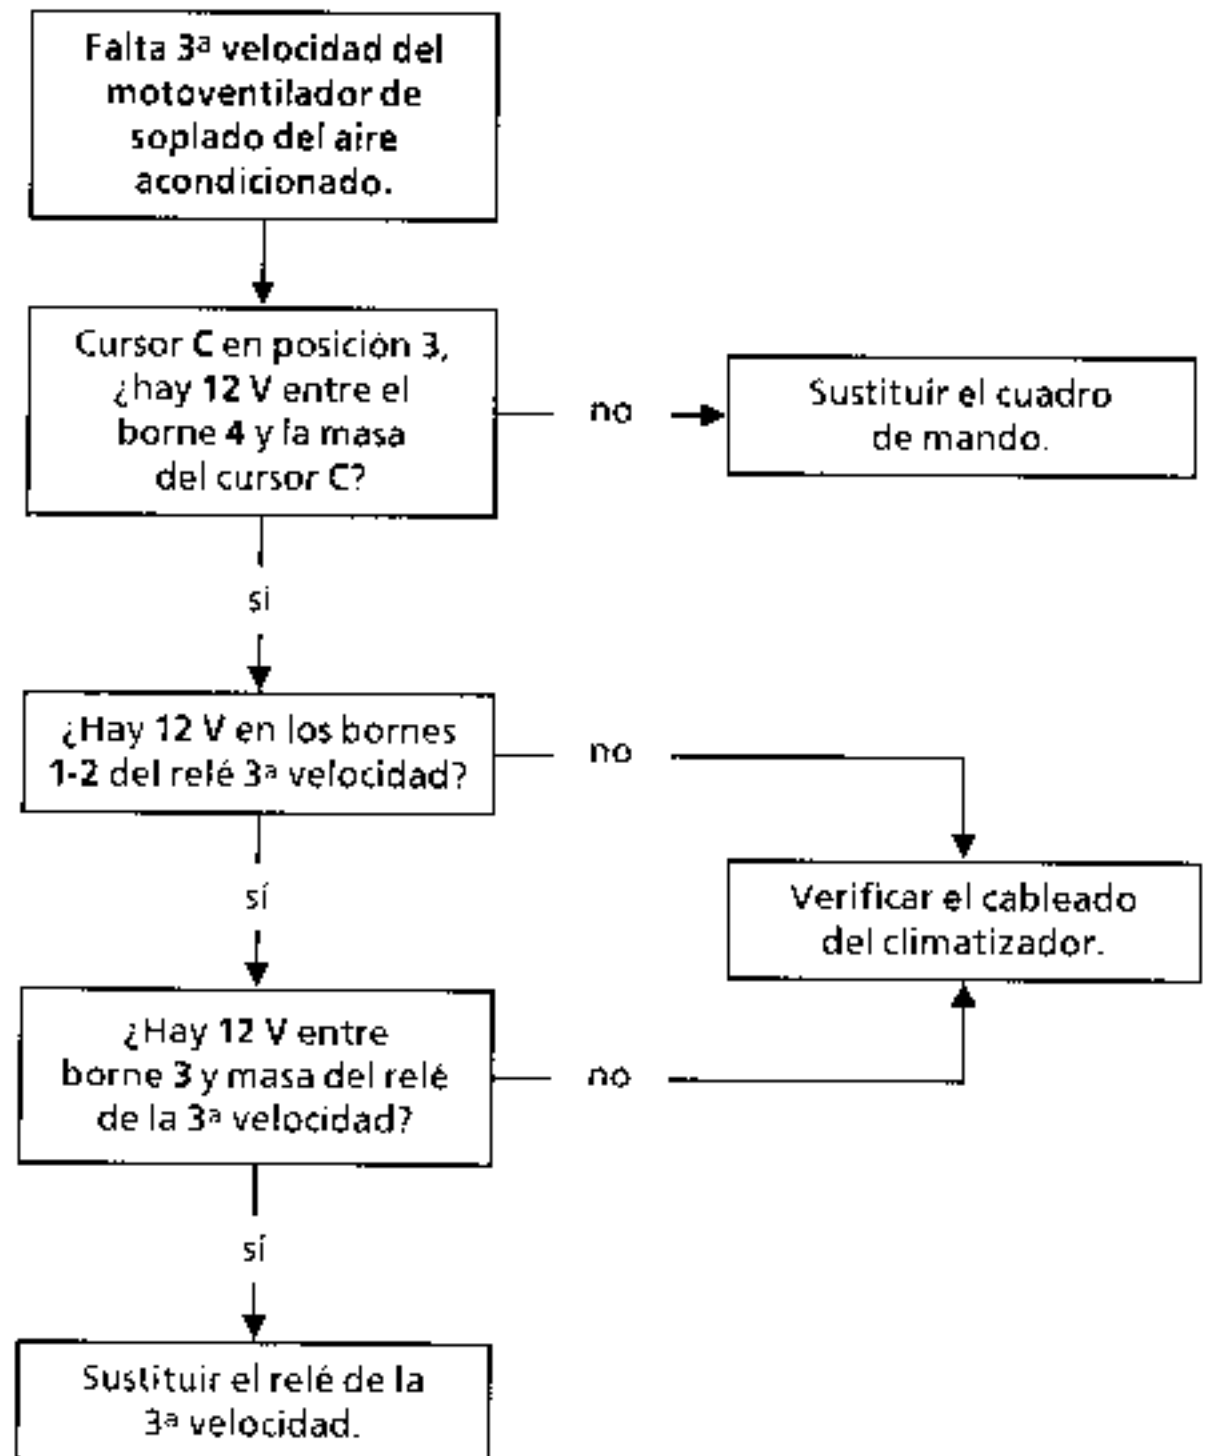 Falta 3ª velocidad del
motoventilador de
soplado del aire
acondicionado.
Cursor C en posición 3,
¿hay 12 V entre el
borne 4 y la masa
del cursor C?
no
Sustituír el cuadro
de mando.
sí
¿Hay 12 V en los bornes
1-2 del relé 3ª velocidad?
no
sí
Verificar el cableado
del climatizador.
¿Hay 12 V entre
borne 3 y masa del relé
de la 3ª velocidad?
no
sí
Sustituir el relé de la
3ª velocidad.